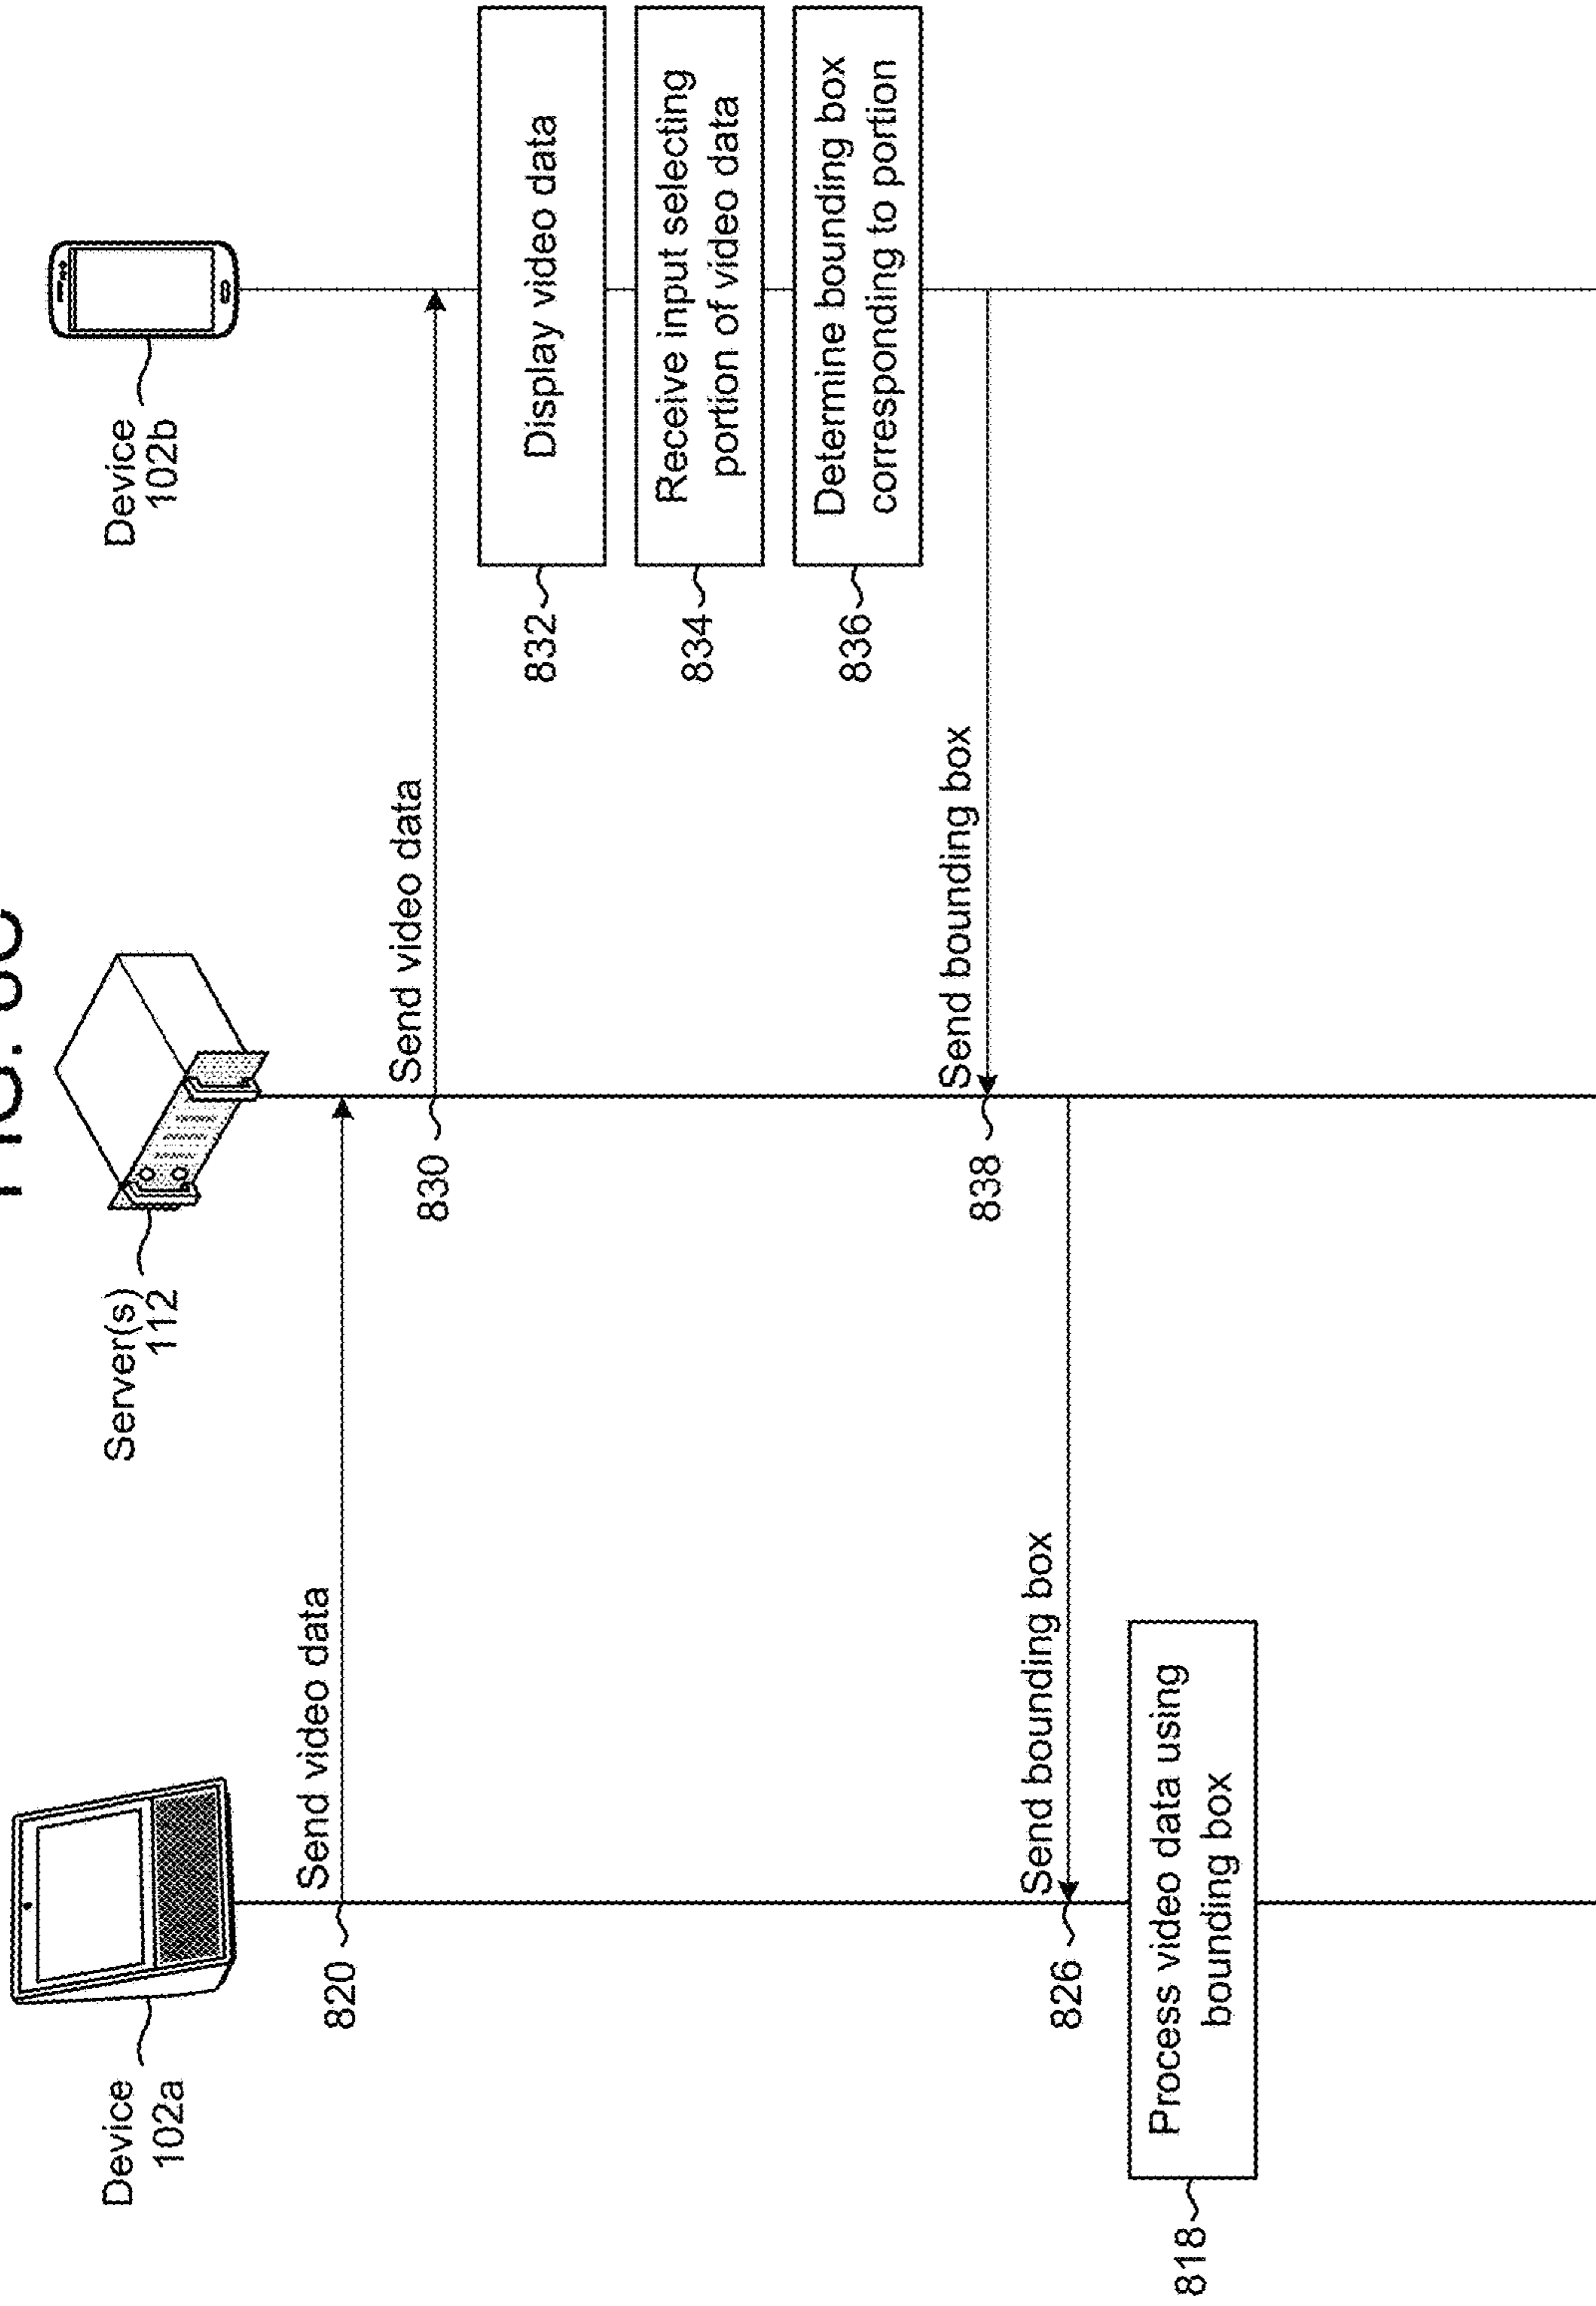 Device
102a
Server(s)
112
Device
102b
820
Send video data
830
Send video data
832
Display video data
834
Receive input selecting
portion of video data
836
Determine bounding box
corresponding to portion
838
Send bounding box
826
Send bounding box
818
Process video data using
bounding box